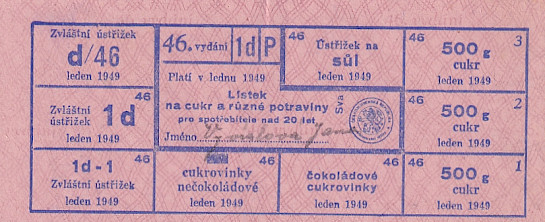 Zvláštní ústřižek
d/46
leden 1949
46. vydání 1d P
Platí v lednu 1949
46
Ústřižek na
sůl
leden 1949
46 3
500 g
cukr
leden 1949
46
Zvláštní
ústřižek 1d
leden 1949
Lístek
na cukr a různé potraviny
pro spotřebitele nad 20 let.
Jméno
Sva
46 2
500 g
cukr
leden 1949
1d-1 46
Zvláštní ústřižek
leden 1949
46
cukrovinky
nečokoládové
leden 1949
46
čokoládové
cukrovinky
leden 1949
46 1
500 g
cukr
leden 1949